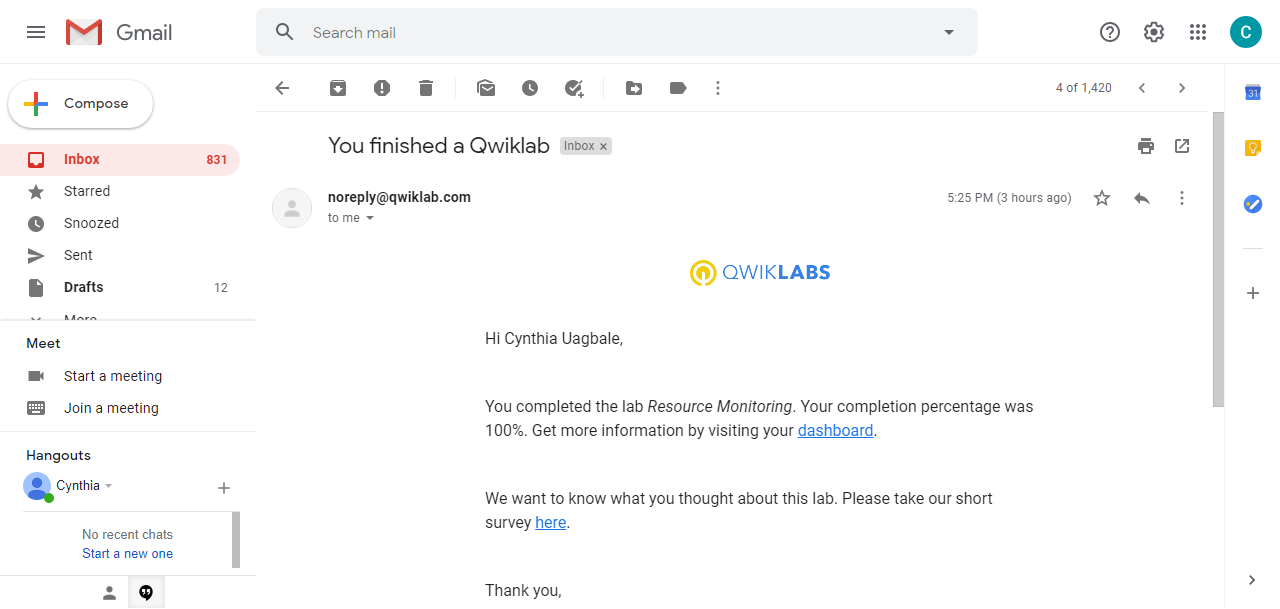 Gmail
Search mail
C
Compose
4 of 1,420
31
Inbox 831
Starred
Snoozed
Sent
Drafts 12
More
Meet
Start a meeting
Join a meeting
Hangouts
Cynthia
No recent chats
Start a new one
You finished a Qwiklab Inbox x
noreply@qwiklab.com 5:25 PM (3 hours ago)
to me
QWIKLABS
Hi Cynthia Uagbale,
You completed the lab Resource Monitoring. Your completion percentage was
100%. Get more information by visiting your dashboard.
We want to know what you thought about this lab. Please take our short
survey here.
Thank you,